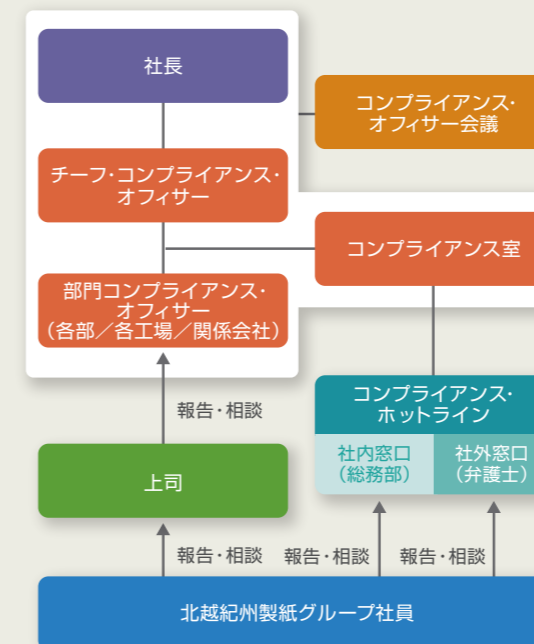 社長
コンプライアンス・
オフィサー会議
チーフ・コンプライアンス・
オフィサー
コンプライアンス室
部門コンプライアンス・
オフィサー
（各部／各工場／関係会社）
報告・相談
コンプライアンス・
ホットライン
社内窓口
（総務部）
社外窓口
（弁護士）
上司
報告・相談
報告・相談
報告・相談
北越紀州製紙グループ社員